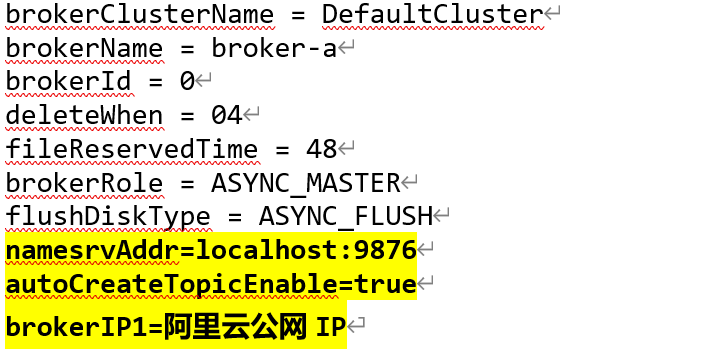 brokerClusterName = DefaultCluster
brokerName = broker-a
brokerId = 0
deleteWhen = 04
fileReservedTime = 48
brokerRole = ASYNC_MASTER
flushDiskType = ASYNC_FLUSH
namesrvAddr=localhost:9876
autoCreateTopicEnable=true
brokerIP1=阿里云公网 IP